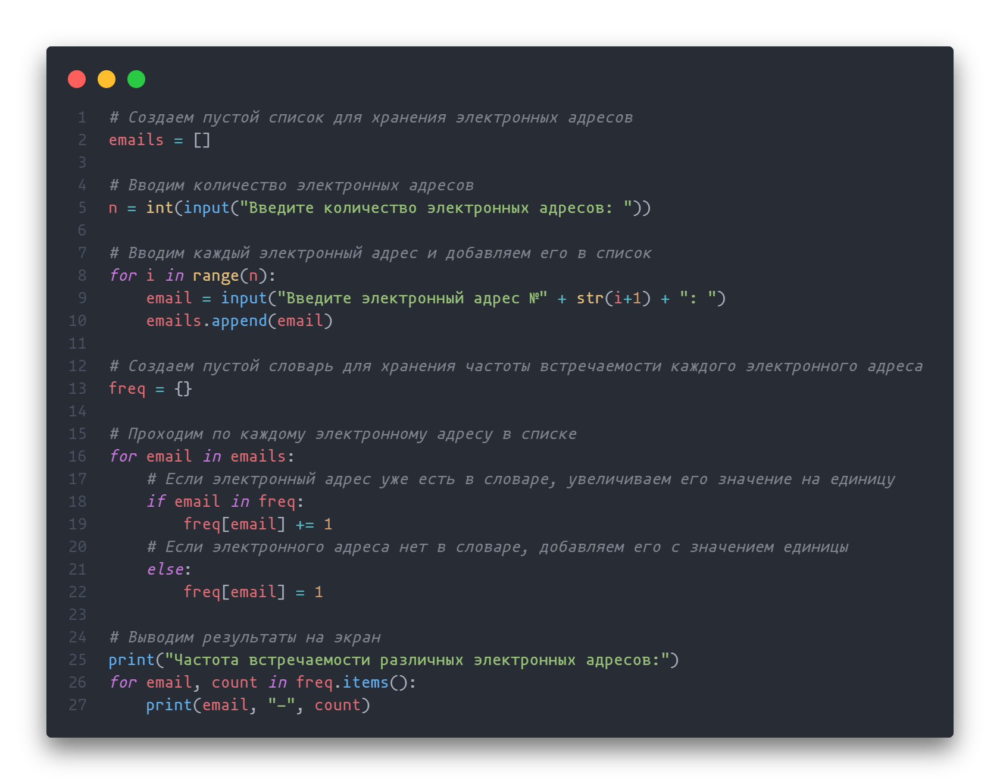 1 # Создаем пустой список для хранения электронных адресов
2 emails = []
3
4 # Вводим количество электронных адресов
5 n = int(input("Введите количество электронных адресов: "))
6
7 # Вводим каждый электронный адрес и добавляем его в список
8 for i in range(n):
9     email = input("Введите электронный адрес №" + str(i+1) + ": ")
10     emails.append(email)
11
12 # Создаем пустой словарь для хранения частоты встречаемости каждого электронного адреса
13 freq = {}
14
15 # Проходим по каждому электронному адресу в списке
16 for email in emails:
17     # Если электронный адрес уже есть в словаре, увеличиваем его значение на единицу
18     if email in freq:
19         freq[email] += 1
20     # Если электронного адреса нет в словаре, добавляем его с значением единицы
21     else:
22         freq[email] = 1
23
24 # Выводим результаты на экран
25 print("Частота встречаемости различных электронных адресов:")
26 for email, count in freq.items():
27     print(email, "–", count)